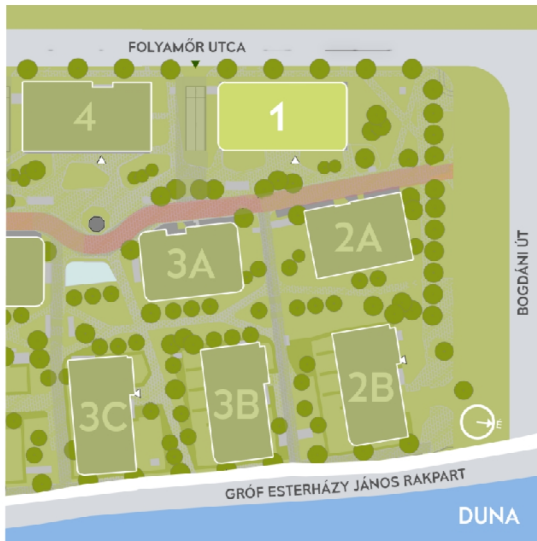 FOLYAMŐR UTCA
4
1
2A
3A
BOGDÁNI ÚT
3C
3B
2B
É
GRÓF ESTERHÁZY JÁNOS RAKPART
DUNA